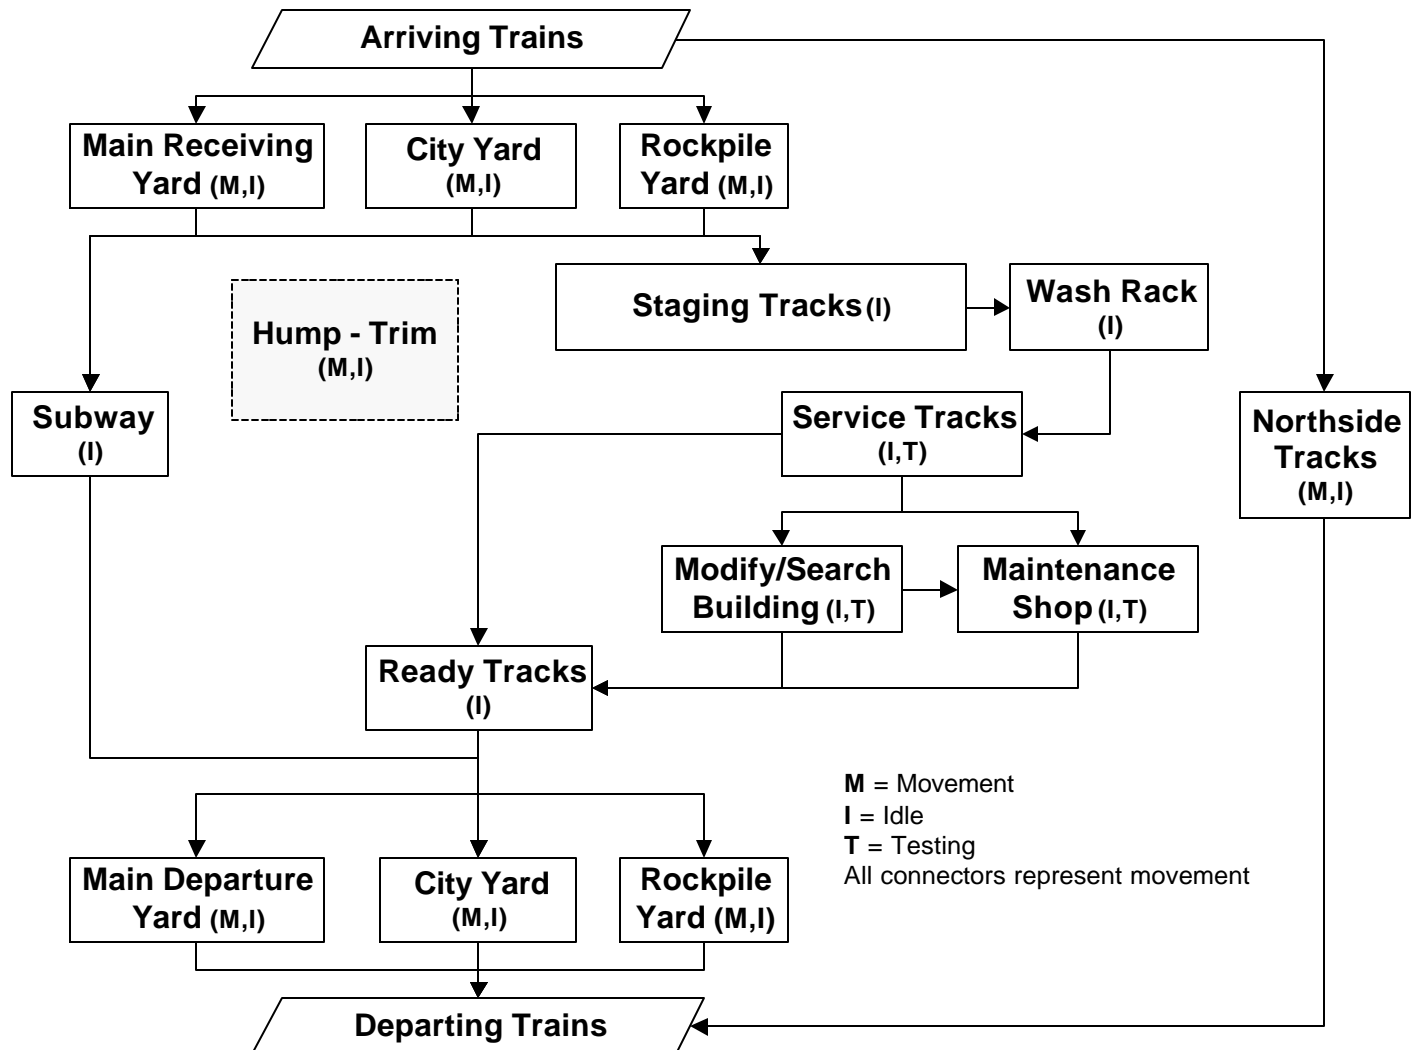 Arriving Trains
Main Receiving
Yard (M,I)
City Yard
(M,I)
Rockpile
Yard (M,I)
Staging Tracks (I)
Wash Rack
(I)
Hump - Trim
(M,I)
Subway
(I)
Service Tracks
(I,T)
Northside
Tracks
(M,I)
Modify/Search
Building (I,T)
Maintenance
Shop (I,T)
Ready Tracks
(I)
M = Movement
I = Idle
T = Testing
All connectors represent movement
Main Departure
Yard (M,I)
City Yard
(M,I)
Rockpile
Yard (M,I)
Departing Trains